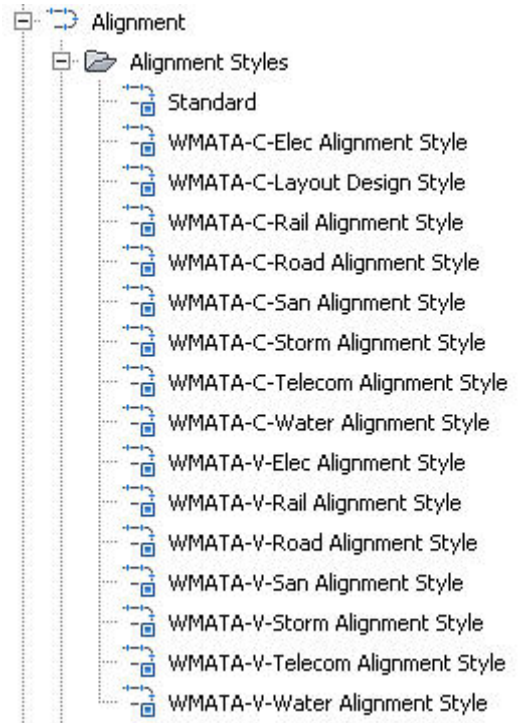 Alignment
Alignment Styles
Standard
WMATA-C-Elec Alignment Style
WMATA-C-Layout Design Style
WMATA-C-Rail Alignment Style
WMATA-C-Road Alignment Style
WMATA-C-San Alignment Style
WMATA-C-Storm Alignment Style
WMATA-C-Telecom Alignment Style
WMATA-C-Water Alignment Style
WMATA-V-Elec Alignment Style
WMATA-V-Rail Alignment Style
WMATA-V-Road Alignment Style
WMATA-V-San Alignment Style
WMATA-V-Storm Alignment Style
WMATA-V-Telecom Alignment Style
WMATA-V-Water Alignment Style